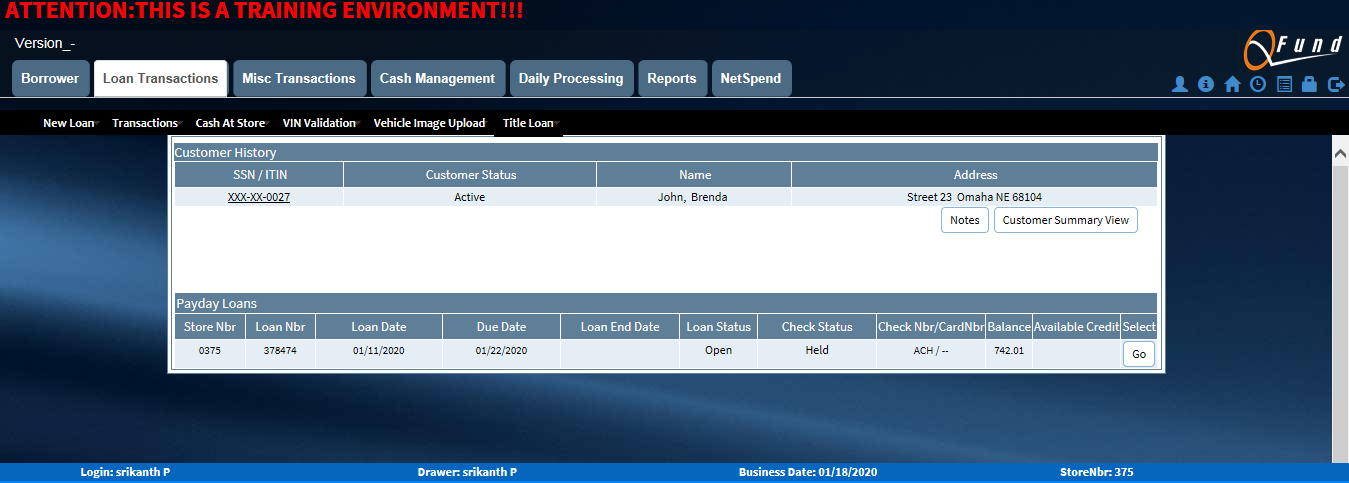 ATTENTION:THIS IS A TRAINING ENVIRONMENT!!!
Version_-
QFund
Borrower Loan Transactions Misc Transactions Cash Management Daily Processing Reports NetSpend
New Loan Transactions Cash At Store VIN Validation Vehicle Image Upload Title Loan
Customer History
SSN / ITIN Customer Status Name Address
XXX-XX-0027 Active John, Brenda Street 23 Omaha NE 68104
Notes Customer Summary View
Payday Loans
Store Nbr Loan Nbr Loan Date Due Date Loan End Date Loan Status Check Status Check Nbr/CardNbr Balance Available Credit Select
0375 378474 01/11/2020 01/22/2020 Open Held ACH / -- 742.01 Go
Login: srikanth P Drawer: srikanth P Business Date: 01/18/2020 StoreNbr: 375